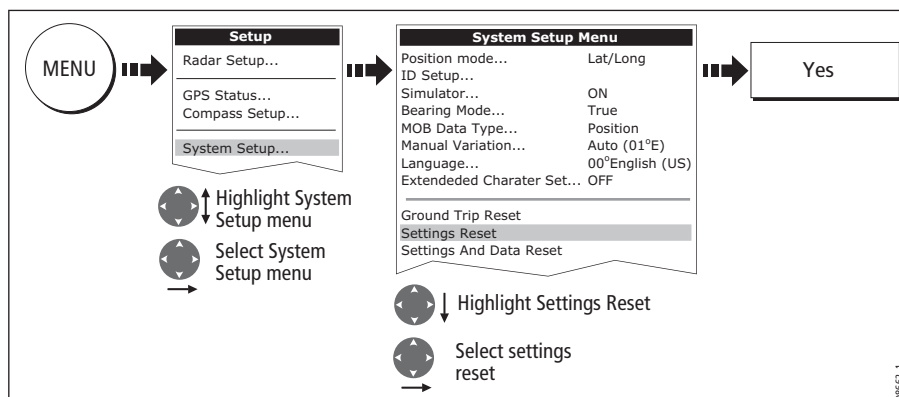 MENU
Setup
Radar Setup...
GPS Status...
Compass Setup...
System Setup...
Highlight System
Setup menu
Select System
Setup menu
System Setup Menu
Position mode... Lat/Long
ID Setup...
Simulator... ON
Bearing Mode... True
MOB Data Type... Position
Manual Variation... Auto (01°E)
Language... 00°English (US)
Extendeded Charater Set... OFF
Ground Trip Reset
Settings Reset
Settings And Data Reset
Highlight Settings Reset
Select settings
reset
Yes